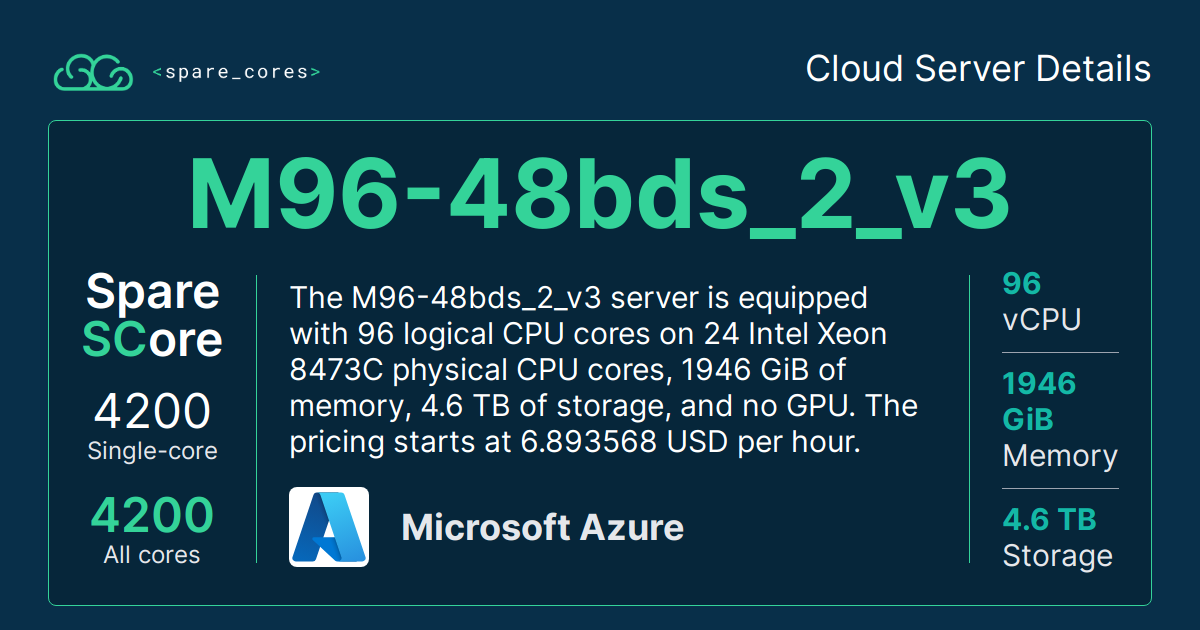 <spare_cores>
Cloud Server Details
M96-48bds_2_v3
Spare
SCore
4200
Single-core
4200
All cores
The M96-48bds_2_v3 server is equipped
with 96 logical CPU cores on 24 Intel Xeon
8473C physical CPU cores, 1946 GiB of
memory, 4.6 TB of storage, and no GPU. The
pricing starts at 6.893568 USD per hour.
Microsoft Azure
96
vCPU
1946
GiB
Memory
4.6 TB
Storage